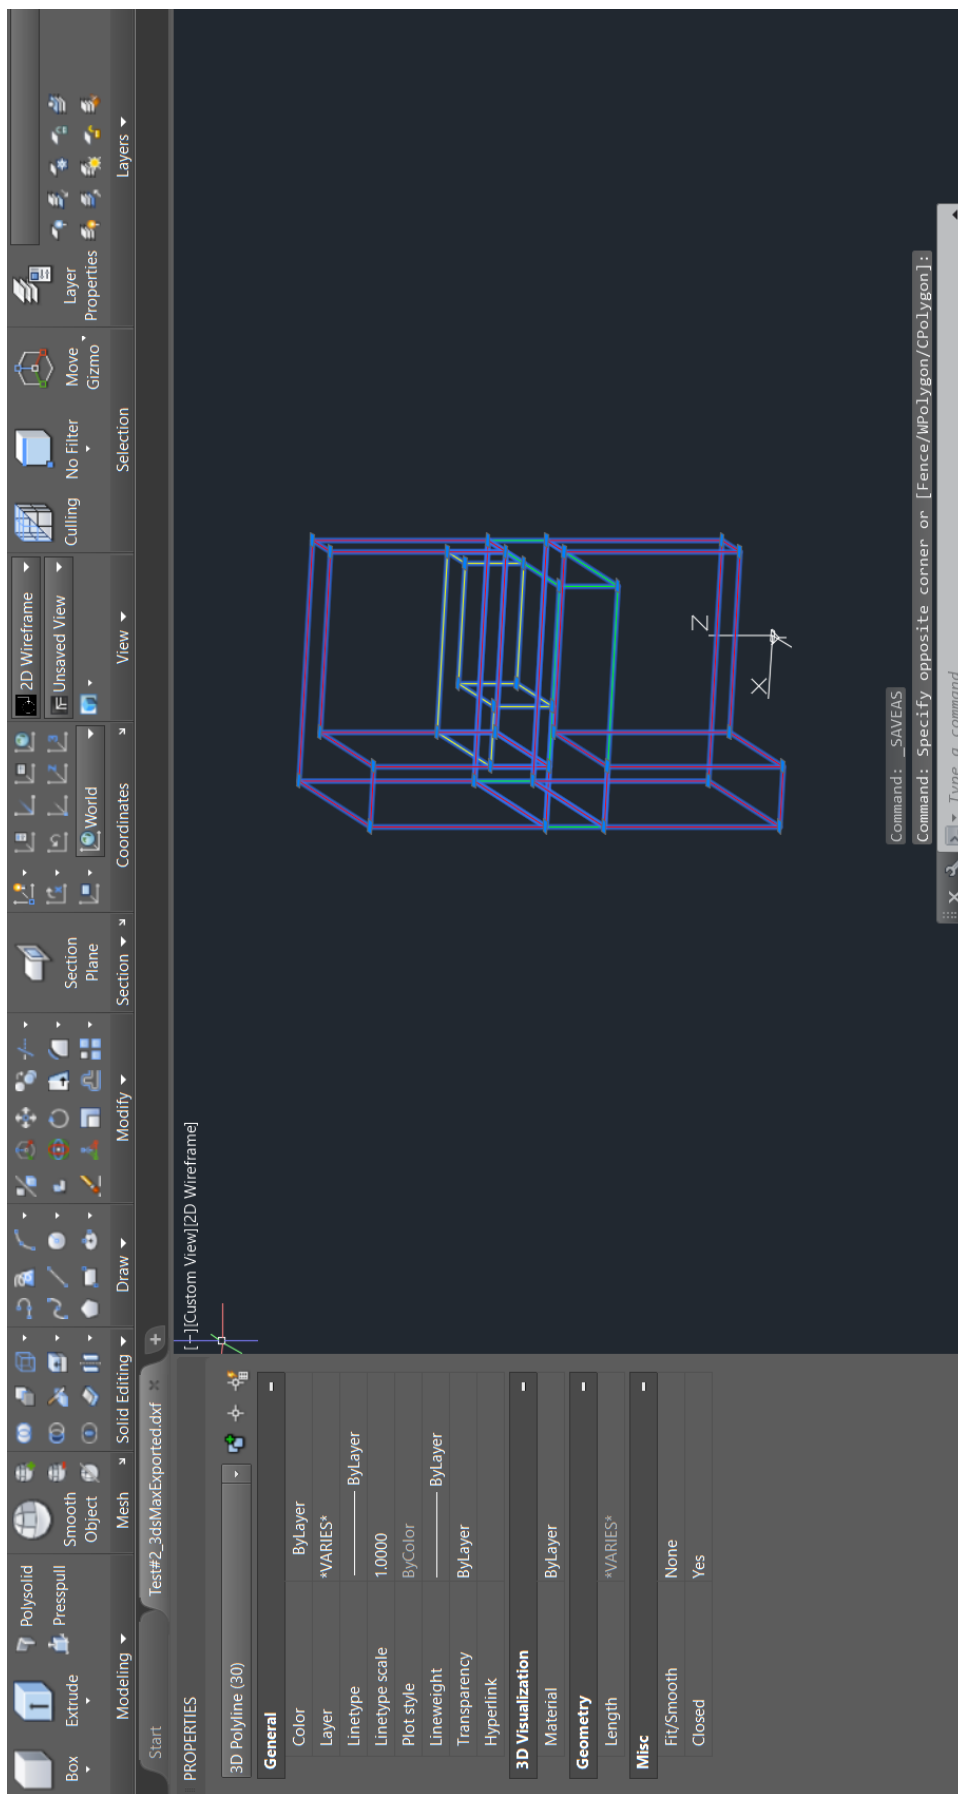 Box
Extrude
Polysolid
Presspull
Smooth
Object
Culling
No Filter
Move
Gizmo
Section
Plane
World
2D Wireframe
Unsaved View
Layer
Properties
Modeling
Mesh
Solid Editing
Draw
Modify
Section
Coordinates
View
Selection
Layers
Start
Test#2_3dsMaxExported.dxf
PROPERTIES
3D Polyline (30)
General
Color ByLayer
Layer *VARIES*
Linetype ByLayer
Linetype scale 1.0000
Plot style ByColor
Lineweight ByLayer
Transparency ByLayer
Hyperlink
3D Visualization
Material ByLayer
Geometry
Length *VARIES*
Misc
Fit/Smooth None
Closed Yes
[−][Custom View][2D Wireframe]
Z
X
Y
Command: _SAVEAS
Command: Specify opposite corner or [Fence/WPolygon/CPolygon]:
Type a command